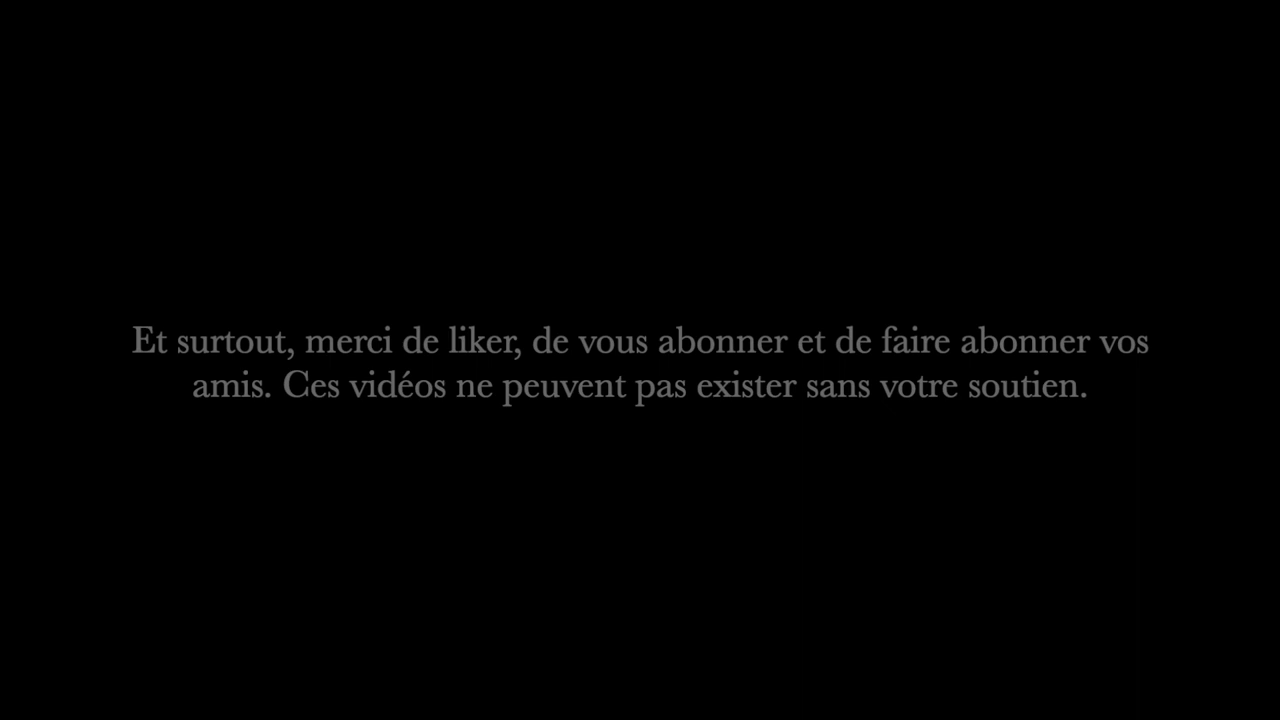 Et surtout, merci de liker, de vous abonner et de faire abonner vos
amis. Ces vidéos ne peuvent pas exister sans votre soutien.